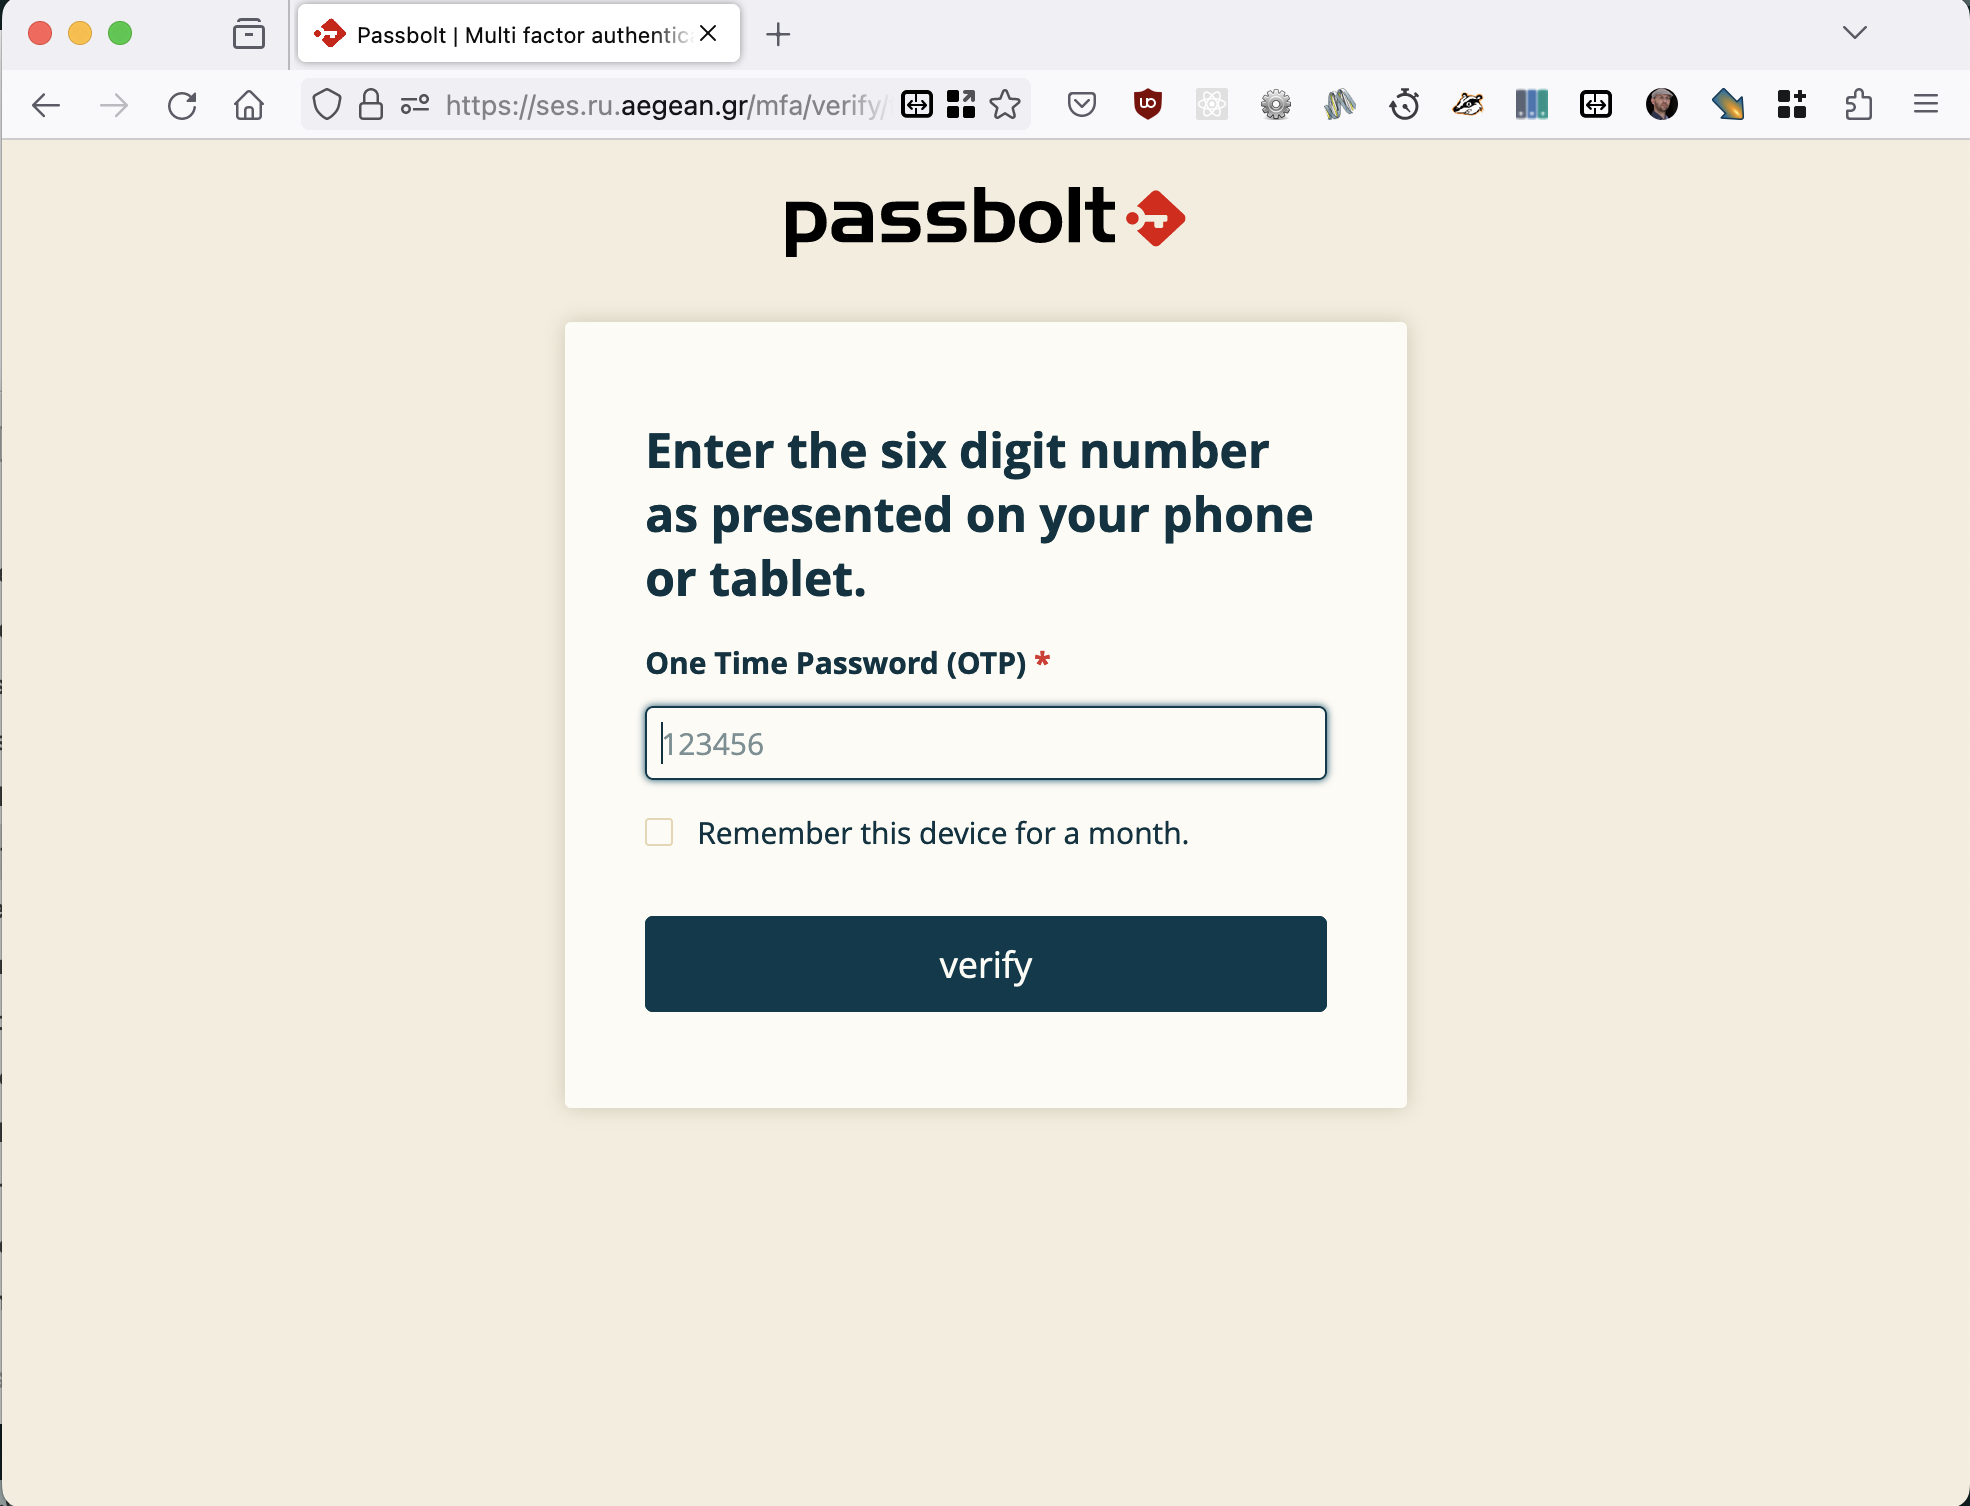 Passbolt | Multi factor authentic
https://ses.ru.aegean.gr/mfa/verify/
passbolt
Enter the six digit number
as presented on your phone
or tablet.
One Time Password (OTP) *
123456
Remember this device for a month.
verify